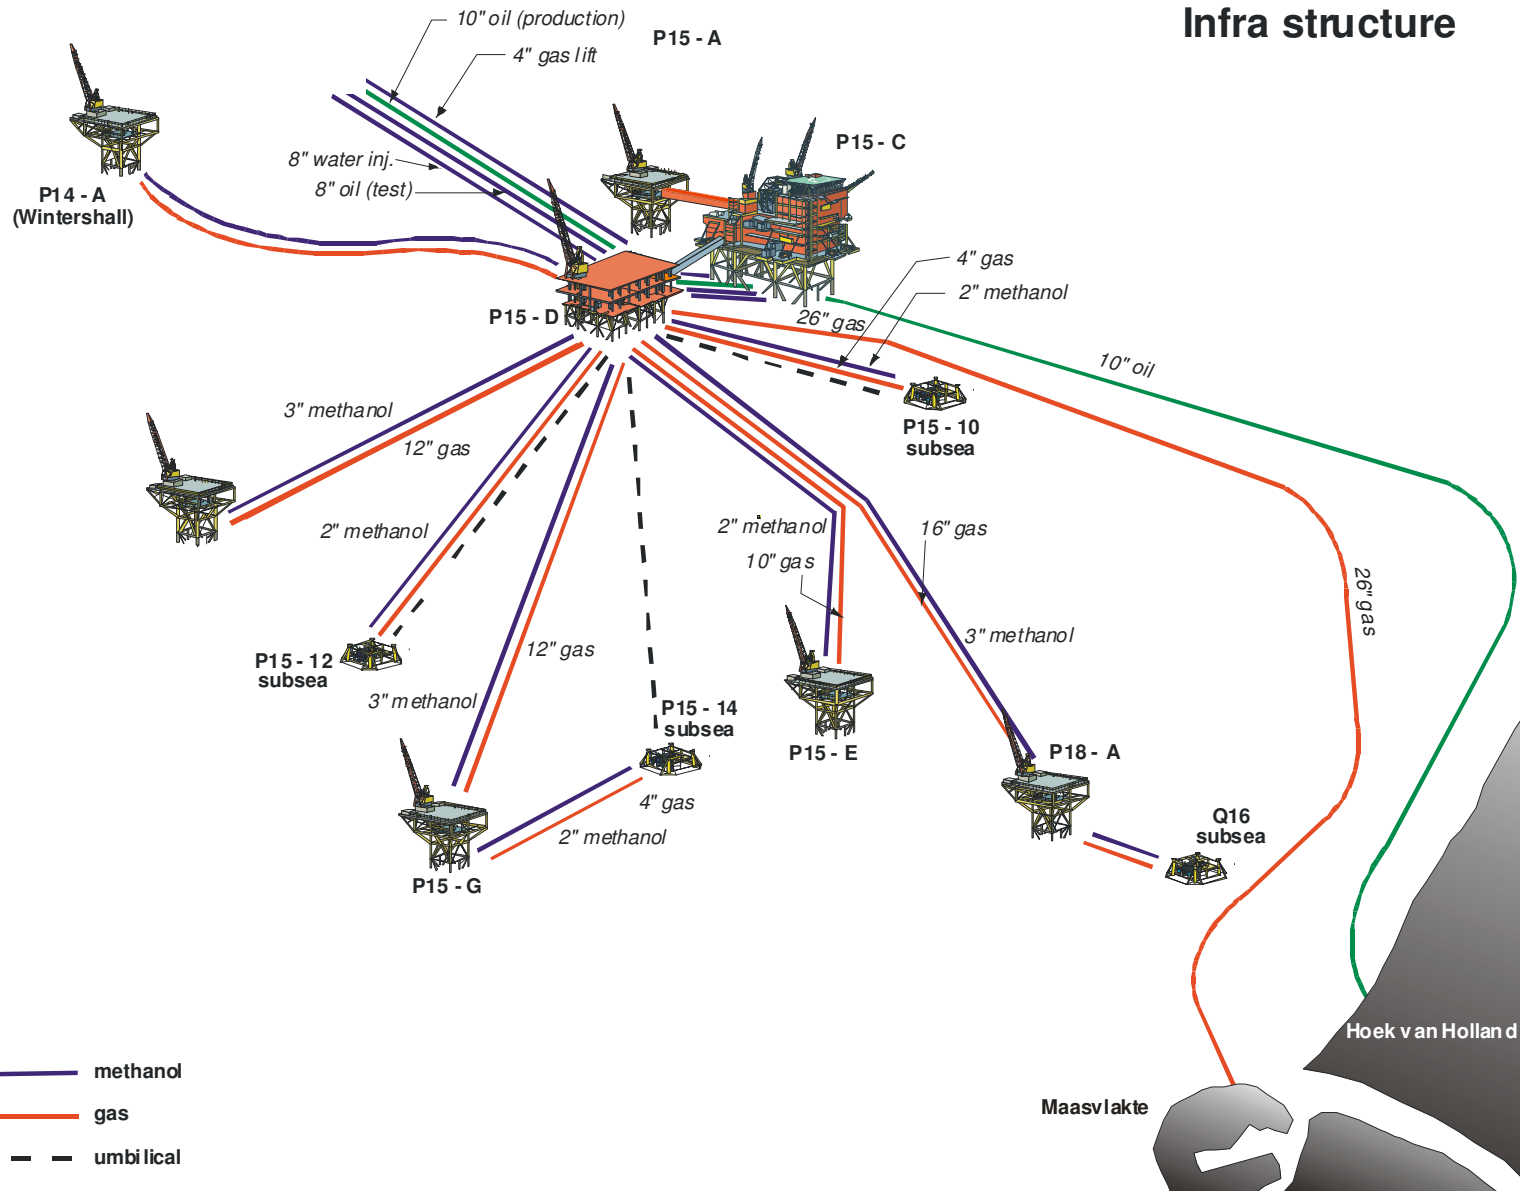 Infra structure
10" oil (production)
P15 - A
4" gas lift
P15 - C
8" water inj.
8" oil (test)
P14 - A
(Wintershall)
4" gas
2" methanol
P15 - D
26" gas
10" oil
3" methanol
12" gas
P15 - 10
subsea
2" methanol
2" methanol
16" gas
10" gas
26" gas
3" methanol
12" gas
P15 - 12
subsea
3" methanol
P15 - 14
subsea
P15 - E
P18 - A
4" gas
2" methanol
Q16
subsea
P15 - G
Hoek van Holland
methanol
Maasvlakte
gas
umbilical